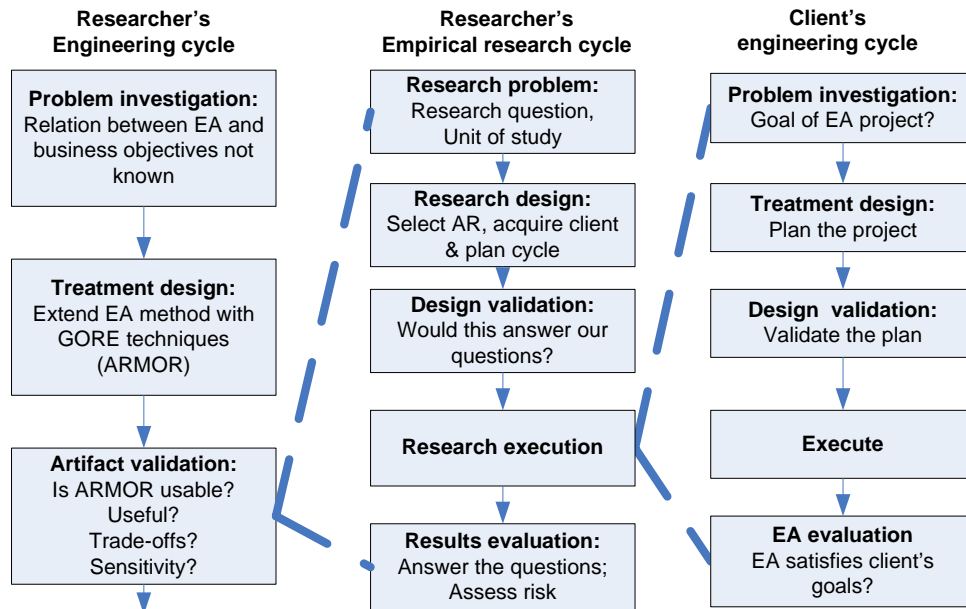 Researcher's
Engineering cycle
Problem investigation:
Relation between EA and
business objectives not
known
Treatment design:
Extend EA method with
GORE techniques
(ARMOR)
Artifact validation:
Is ARMOR usable?
Useful?
Trade-offs?
Sensitivity?
Researcher's
Empirical research cycle
Research problem:
Research question,
Unit of study
Research design:
Select AR, acquire client
& plan cycle
Design validation:
Would this answer our
questions?
Research execution
Results evaluation:
Answer the questions;
Assess risk
Client's
engineering cycle
Problem investigation:
Goal of EA project?
Treatment design:
Plan the project
Design  validation:
Validate the plan
Execute
EA evaluation
EA satisfies client's
goals?